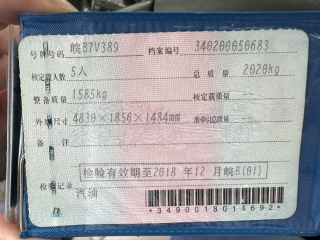 号牌号码 皖B7V389 档案编号 340200050683
核定载人数 5人 总质量 2020kg
整备质量 1585kg 核定载质量 --
外廓尺寸 4830×1856×1484mm 准牵引总质量 --
备注
检验有效期至2018年12月皖B(01)
检验记录
汽油
*3490018014692*